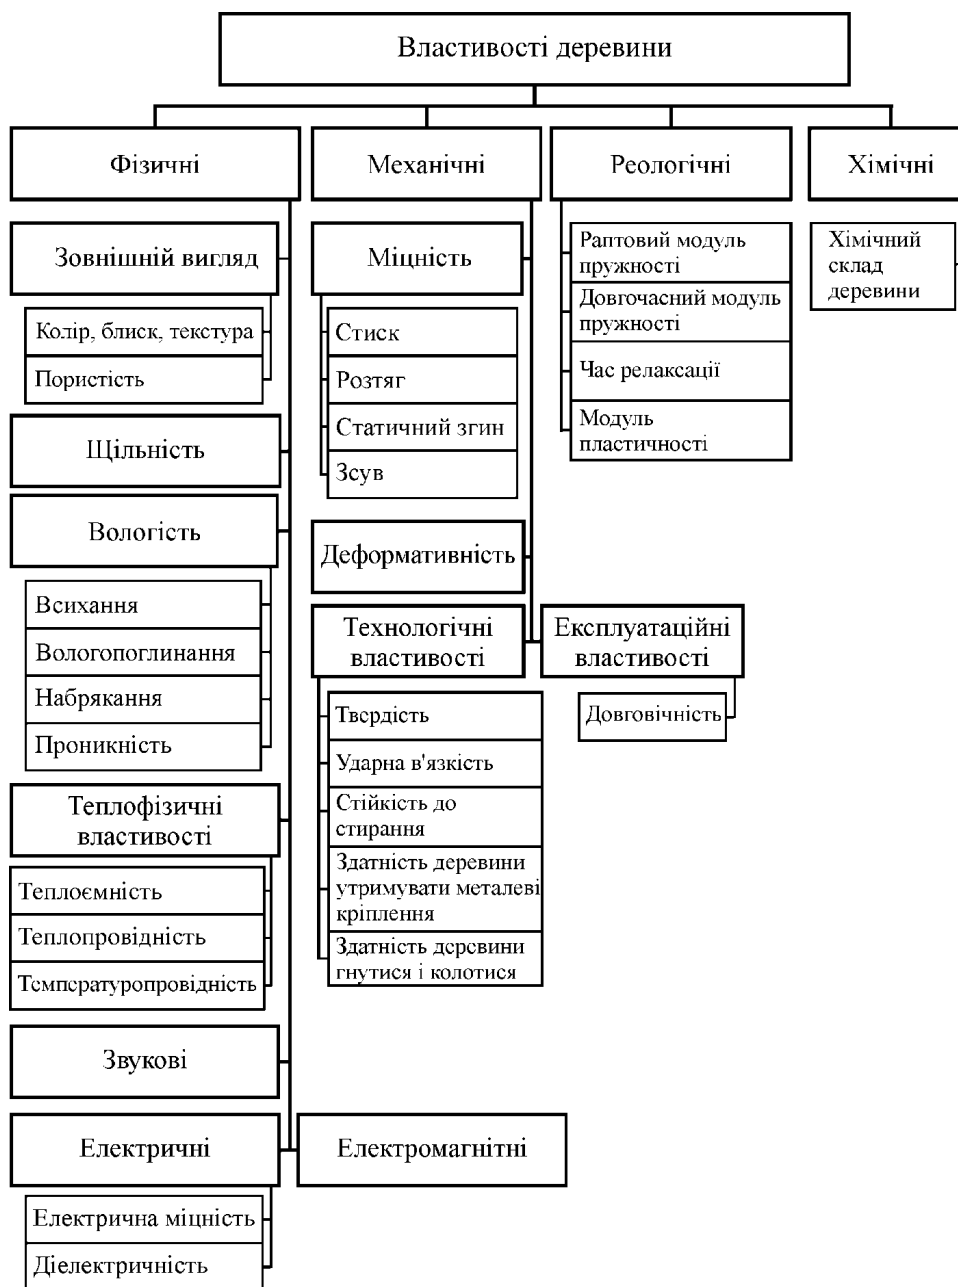 Властивості деревини
Фізичні
Механічні
Реологічні
Хімічні
Зовнішній вигляд
Колір, блиск, текстура
Пористість
Щільність
Вологість
Всихання
Вологопоглинання
Набрякання
Проникність
Теплофізичні
властивості
Теплоємність
Теплопровідність
Температуропровідність
Звукові
Електричні
Електромагнітні
Електрична міцність
Діелектричність
Міцність
Стиск
Розтяг
Статичний згин
Зсув
Деформативність
Технологічні
властивості
Твердість
Ударна в'язкість
Стійкість до
стирання
Здатність деревини
утримувати металеві
кріплення
Здатність деревини
гнутися і колотися
Експлуатаційні
властивості
Довговічність
Раптовий модуль
пружності
Довгочасний модуль
пружності
Час релаксації
Модуль
пластичності
Хімічний
склад
деревини